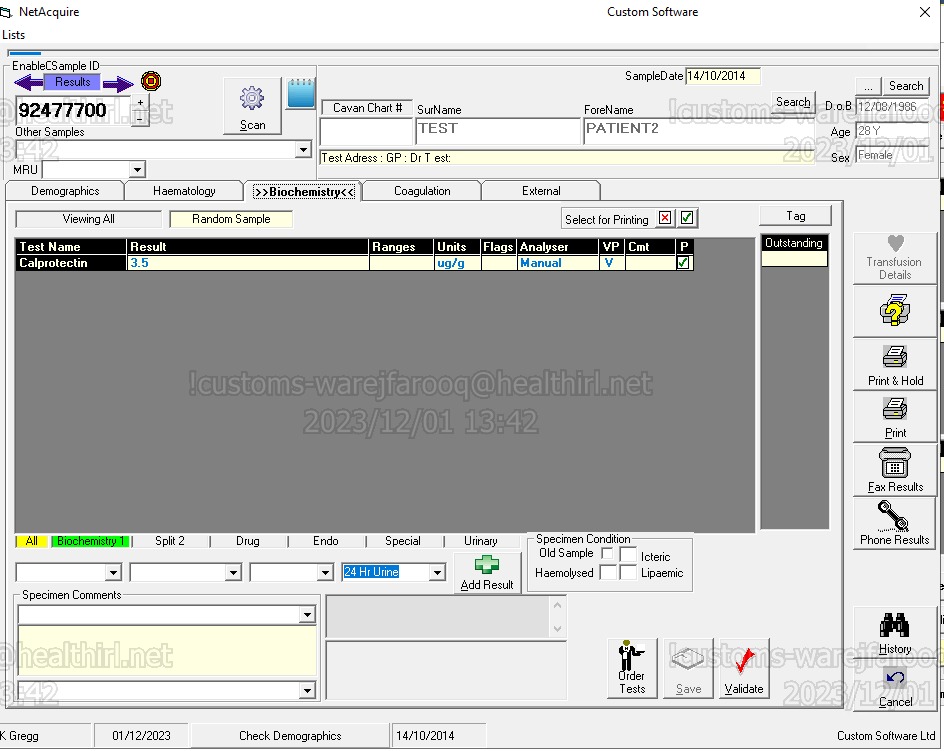 NetAcquire Custom Software
Lists
EnableCSample ID
Results
92477700
+
-
Other Samples
MRU
Scan
SampleDate 14/10/2014
Cavan Chart # SurName ForeName Search
TEST PATIENT2
Test Adress : GP : Dr T est:
... Search
D.o.B 12/08/1986
Age 28 Y
Sex Female
Demographics Haematology >>Biochemistry<< Coagulation External
Viewing All Random Sample Select for Printing Tag
Test Name Result Ranges Units Flags Analyser VP Cmt P
Calprotectin 3.5 ug/g Manual V
Outstanding
Transfusion
Details
Print & Hold
Print
Fax Results
Phone Results
History
Cancel
!customs-warejfarooq@healthirl.net
2023/12/01 13:42
All Biochemistry 1 Split 2 Drug Endo Special Urinary
24 Hr Urine
Add Result
Specimen Condition
Old Sample Icteric
Haemolysed Lipaemic
Specimen Comments
Order
Tests
Save
Validate
K Gregg 01/12/2023 Check Demographics 14/10/2014 Custom Software Ltd